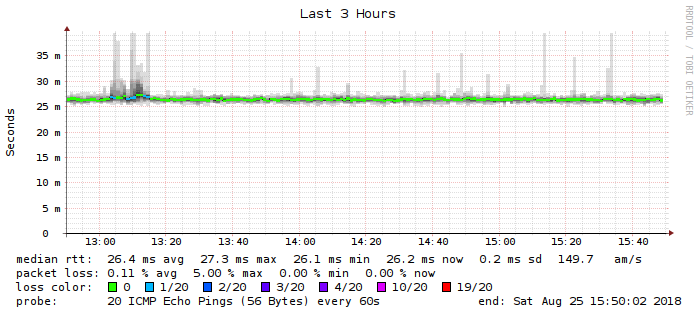 Last 3 Hours
RRDTOOL / TOBI OETIKER
Seconds
35 m
30 m
25 m
20 m
15 m
10 m
5 m
0
13:00 13:20 13:40 14:00 14:20 14:40 15:00 15:20 15:40
median rtt: 26.4 ms avg 27.3 ms max 26.1 ms min 26.2 ms now 0.2 ms sd 149.7 am/s
packet loss: 0.11 % avg 5.00 % max 0.00 % min 0.00 % now
loss color: 0 1/20 2/20 3/20 4/20 10/20 19/20
probe: 20 ICMP Echo Pings (56 Bytes) every 60s end: Sat Aug 25 15:50:02 2018